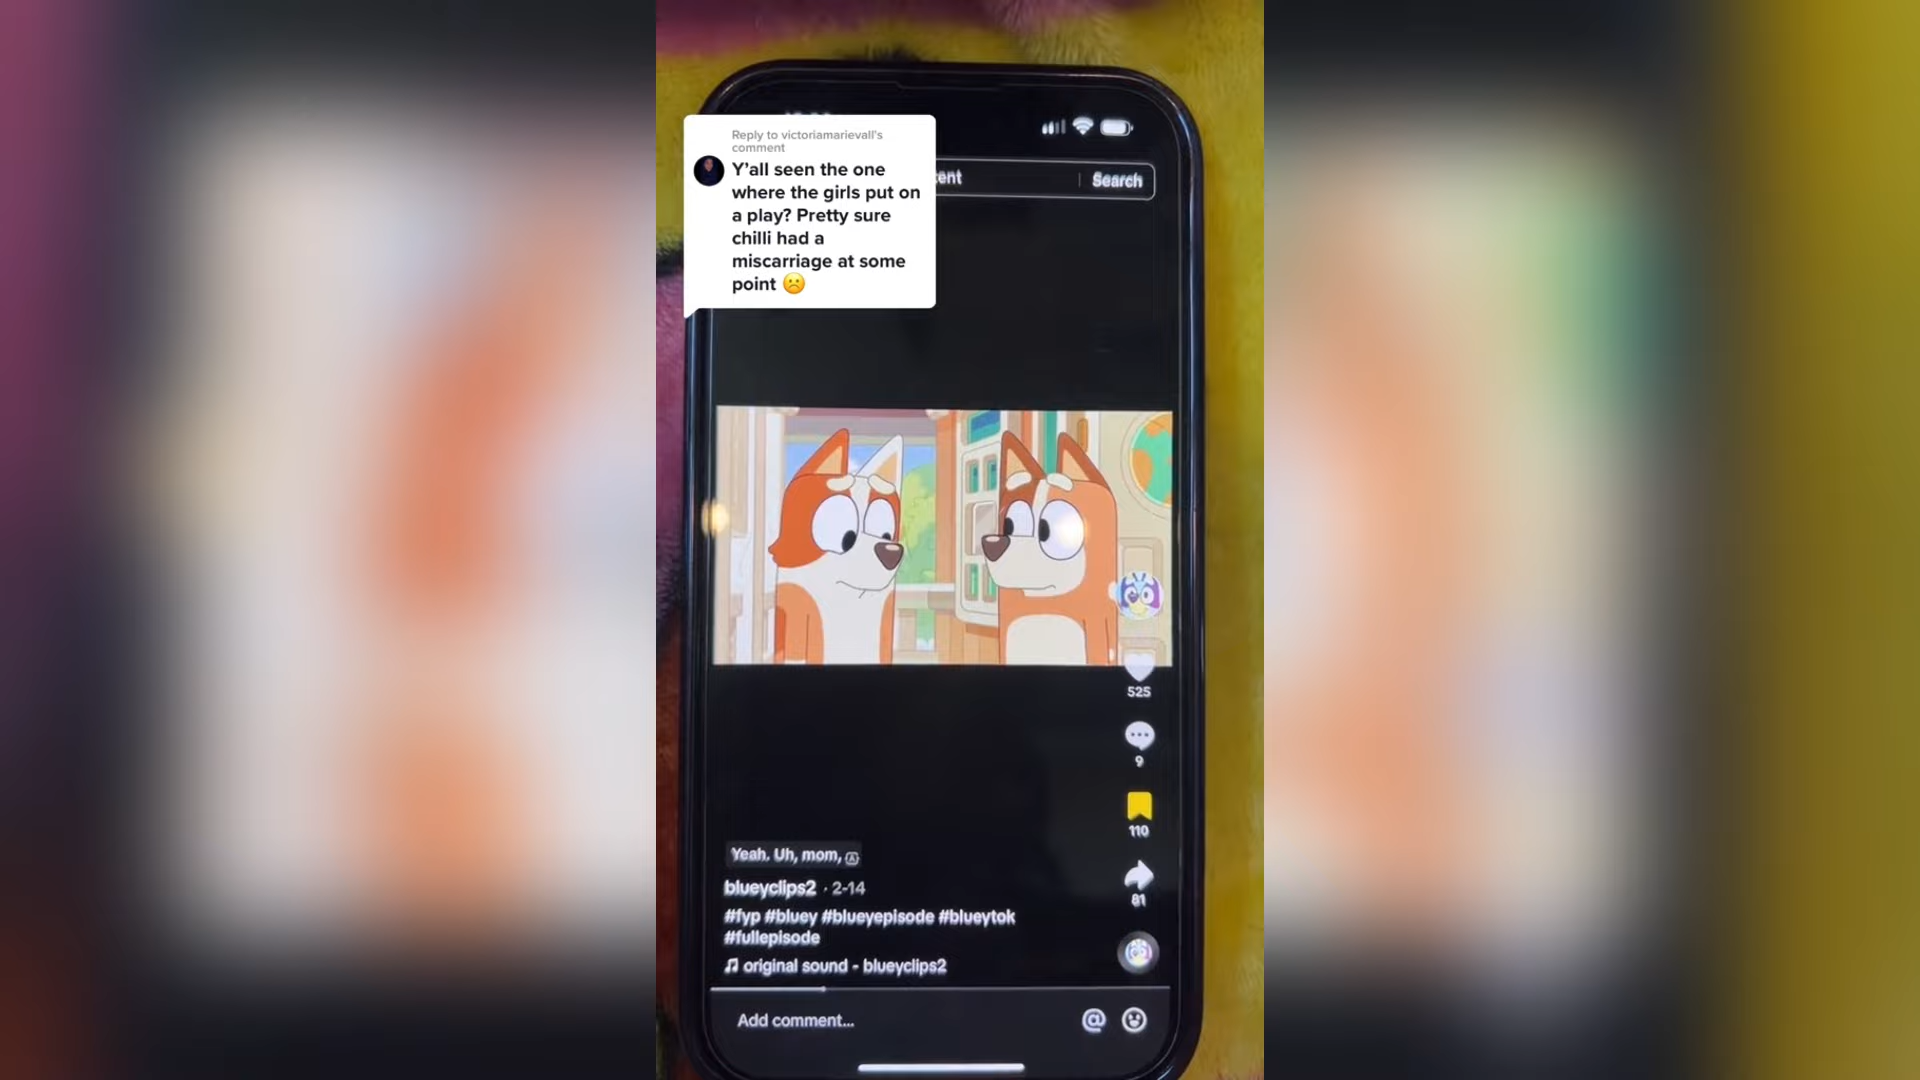 Reply to victoriamarievall's
comment
Y'all seen the one
where the girls put on
a play? Pretty sure
chilli had a
miscarriage at some
point ☹️
Search
525
9
110
81
Yeah. Uh, mom,
blueyclips2 · 2-14
#fyp #bluey #blueyepisode #blueytok
#fullepisode
original sound - blueyclips2
Add comment...
@